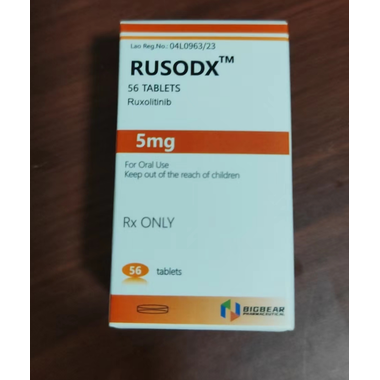 Lao Reg.No: 04L0963/23
RUSODX™
56 TABLETS
Ruxolitinib
5mg
For Oral Use
Keep out of the reach of children
Rx ONLY
56 tablets
BIGBEAR
PHARMACEUTICAL